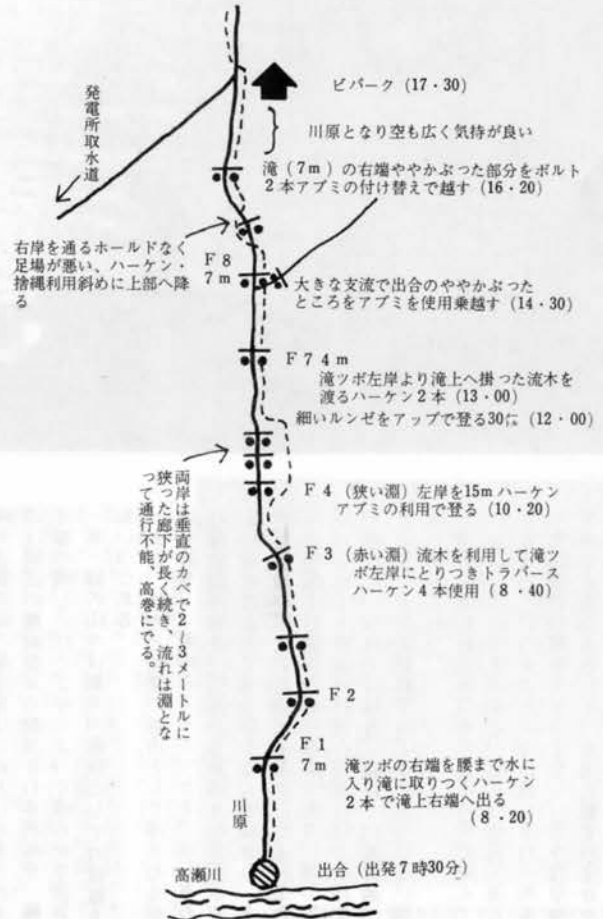 ビバーク (17・30)
発電所取水道
川原となり空も広く気持が良い
滝 (7m) の右端ややかぶった部分をボルト
2本アブミの付け替えで越す (16・20)
右岸を通るホールドなく
足場が悪い、ハーケン・
捨縄利用斜めに上部へ降
る
F8
7m
大きな支流で出合のややかぶった
ところをアブミを使用乗越す (14・30)
F7 4m
滝ツボ左岸より滝上へ掛った流木を
渡るハーケン2本 (13・00)
細いルンゼをアップで登る30㍍ (12・00)
両岸は垂直のカベで2〜3メートルに
狭った廊下が長く続き、流れは淵とな
って通行不能、高巻にでる。
F4 (狭い淵) 左岸を15mハーケン
アブミの利用で登る (10・20)
F3 (赤い淵) 流木を利用して滝ツ
ボ左岸にとりつきトラバース
ハーケン4本使用 (8・40)
F2
F1
7m
滝ツボの右端を腰まで水に
入り滝に取りつくハーケン
2本で滝上右端へ出る
(8・20)
川原
高瀬川
出合 (出発7時30分)